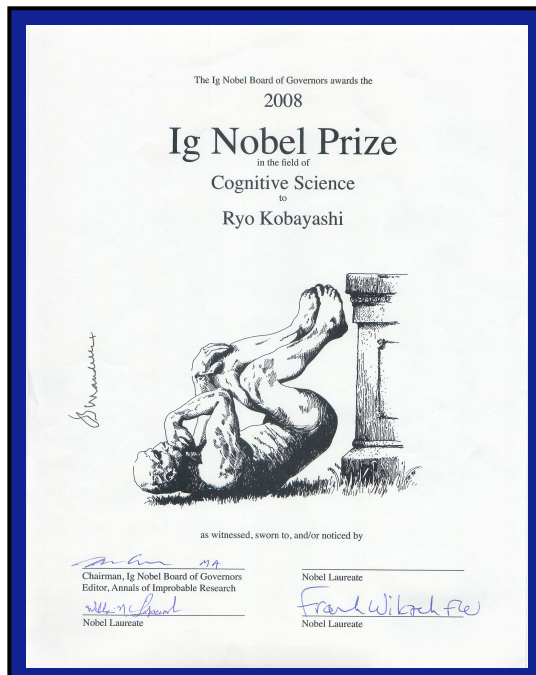 The Ig Nobel Board of Governors awards the
2008
Ig Nobel Prize
in the field of
Cognitive Science
to
Ryo Kobayashi
as witnessed, sworn to, and/or noticed by
MA
Chairman, Ig Nobel Board of Governors
Editor, Annals of Improbable Research
Nobel Laureate
Nobel Laureate
Frank Wilczek
Nobel Laureate